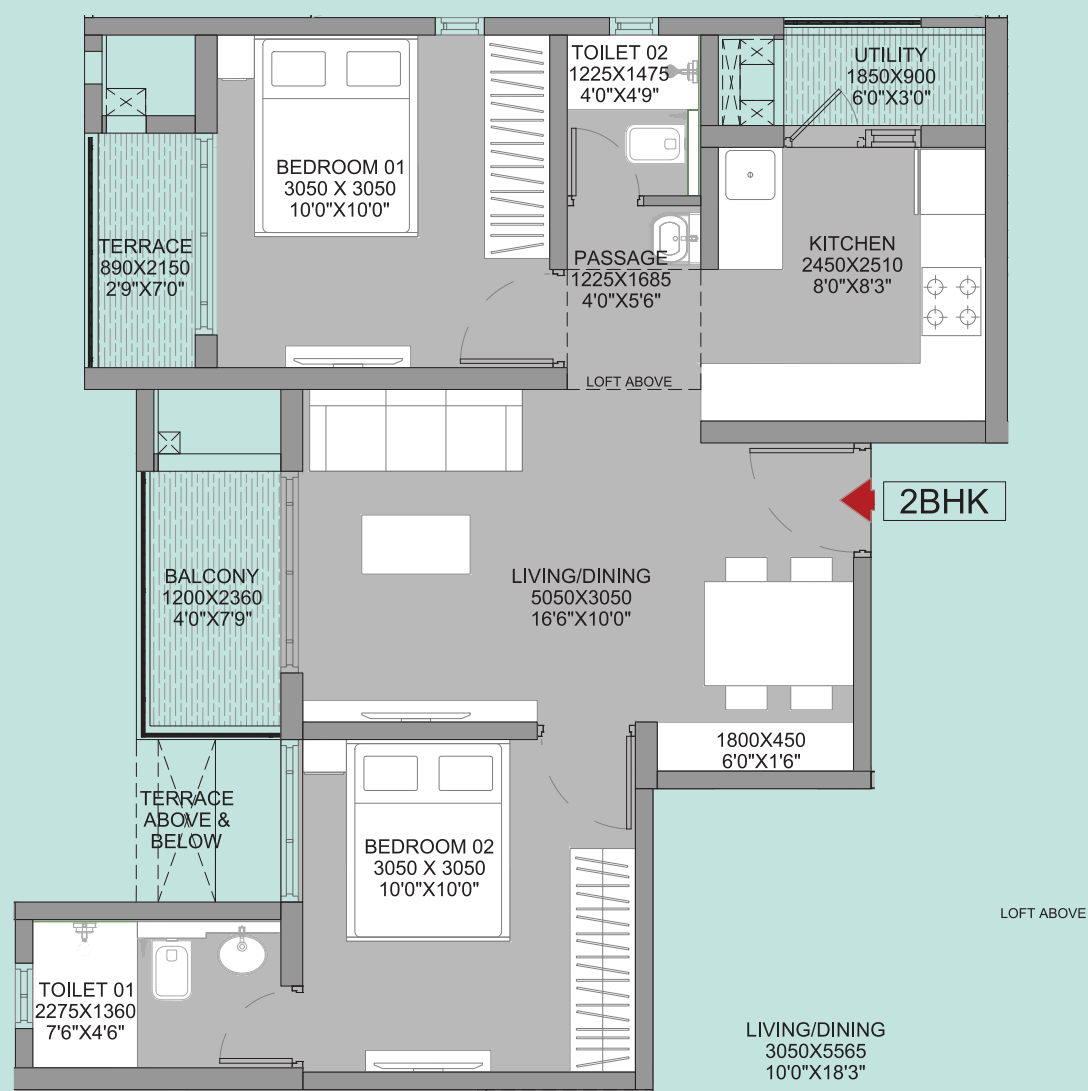 TOILET 02
1225X1475
4'0"X4'9"
UTILITY
1850X900
6'0"X3'0"
BEDROOM 01
3050 X 3050
10'0"X10'0"
TERRACE
890X2150
2'9"X7'0"
PASSAGE
1225X1685
4'0"X5'6"
KITCHEN
2450X2510
8'0"X8'3"
LOFT ABOVE
2BHK
BALCONY
1200X2360
4'0"X7'9"
LIVING/DINING
5050X3050
16'6"X10'0"
1800X450
6'0"X1'6"
TERRACE
ABOVE &
BELOW
BEDROOM 02
3050 X 3050
10'0"X10'0"
LOFT ABOVE
TOILET 01
2275X1360
7'6"X4'6"
LIVING/DINING
3050X5565
10'0"X18'3"